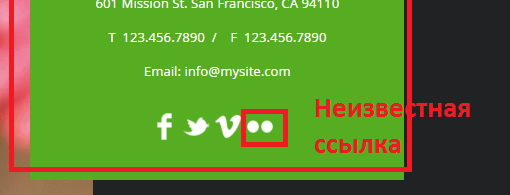 601 Mission St. San Francisco, CA 94110
T 123.456.7890 / F 123.456.7890
Email: info@mysite.com
Неизвестная
ссылка